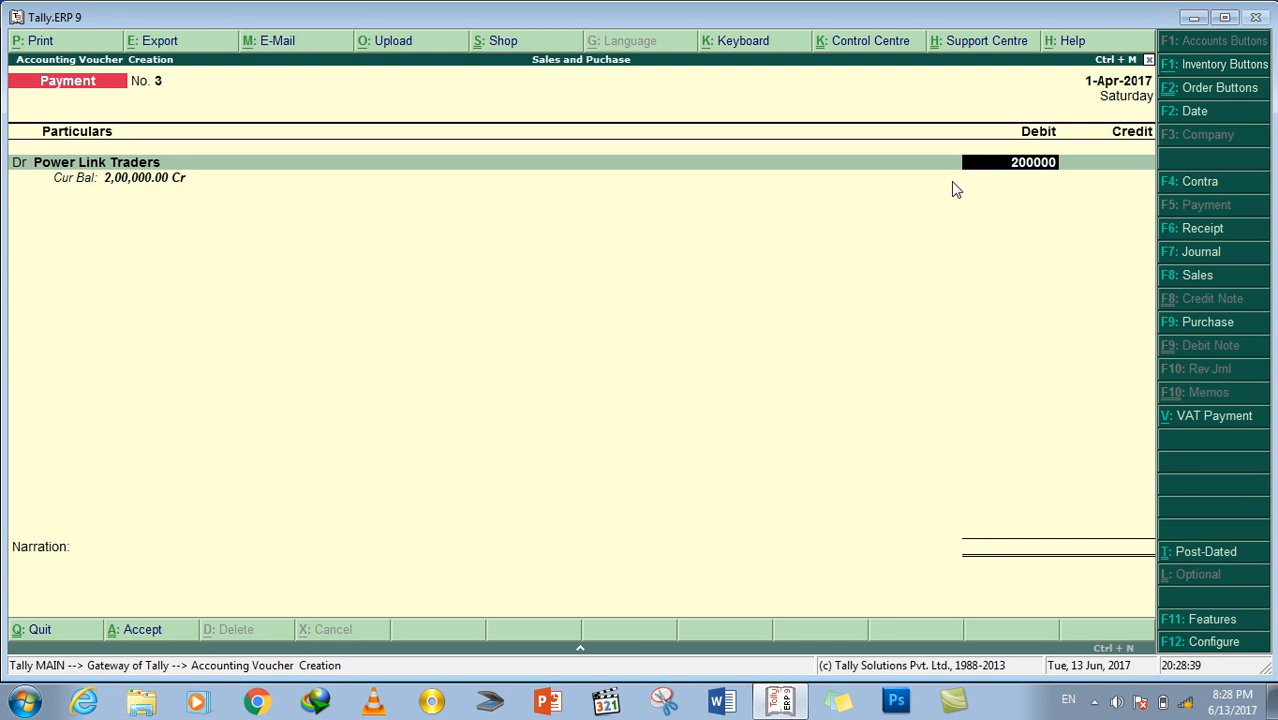 Tally.ERP 9
P: Print E: Export M: E-Mail O: Upload S: Shop G: Language K: Keyboard K: Control Centre H: Support Centre H: Help
Accounting Voucher Creation Sales and Puchase Ctrl + M
Payment No. 3 1-Apr-2017
Saturday
Particulars Debit Credit
Dr Power Link Traders 200000
Cur Bal: 2,00,000.00 Cr
Narration:
Q: Quit A: Accept D: Delete X: Cancel
Ctrl + N
Tally MAIN --> Gateway of Tally --> Accounting Voucher Creation (c) Tally Solutions Pvt. Ltd., 1988-2013 Tue, 13 Jun, 2017 20:28:39
F1: Accounts Buttons
F1: Inventory Buttons
F2: Order Buttons
F2: Date
F3: Company
F4: Contra
F5: Payment
F6: Receipt
F7: Journal
F8: Sales
F8: Credit Note
F9: Purchase
F9: Debit Note
F10: Rev Jrnl
F10: Memos
V: VAT Payment
T: Post-Dated
L: Optional
F11: Features
F12: Configure
321
Tally
ERP 9
Ps
EN
8:28 PM
6/13/2017